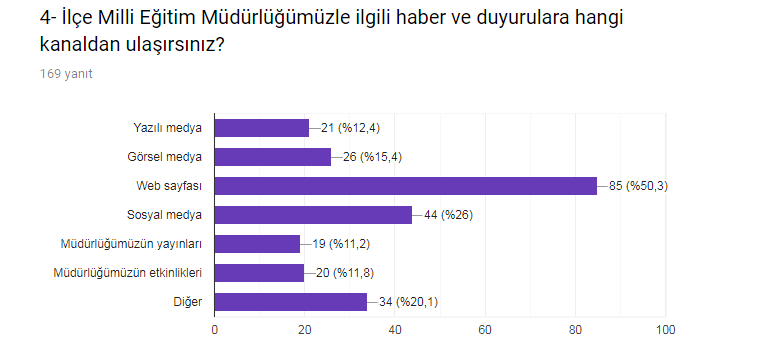 4- İlçe Milli Eğitim Müdürlüğümüzle ilgili haber ve duyurulara hangi
kanaldan ulaşırsınız?
169 yanıt
Yazılı medya 21 (%12,4)
Görsel medya 26 (%15,4)
Web sayfası 85 (%50,3)
Sosyal medya 44 (%26)
Müdürlüğümüzün yayınları 19 (%11,2)
Müdürlüğümüzün etkinlikleri 20 (%11,8)
Diğer 34 (%20,1)
0 20 40 60 80 100